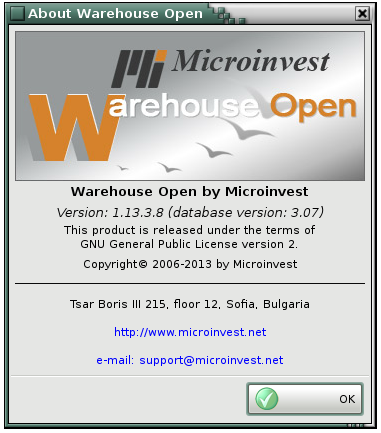 About Warehouse Open
Microinvest
Warehouse Open
Warehouse Open by Microinvest
Version: 1.13.3.8 (database version: 3.07)
This product is released under the terms of
GNU General Public License version 2.
Copyright© 2006-2013 by Microinvest
Tsar Boris III 215, floor 12, Sofia, Bulgaria
http://www.microinvest.net
e-mail: support@microinvest.net
OK